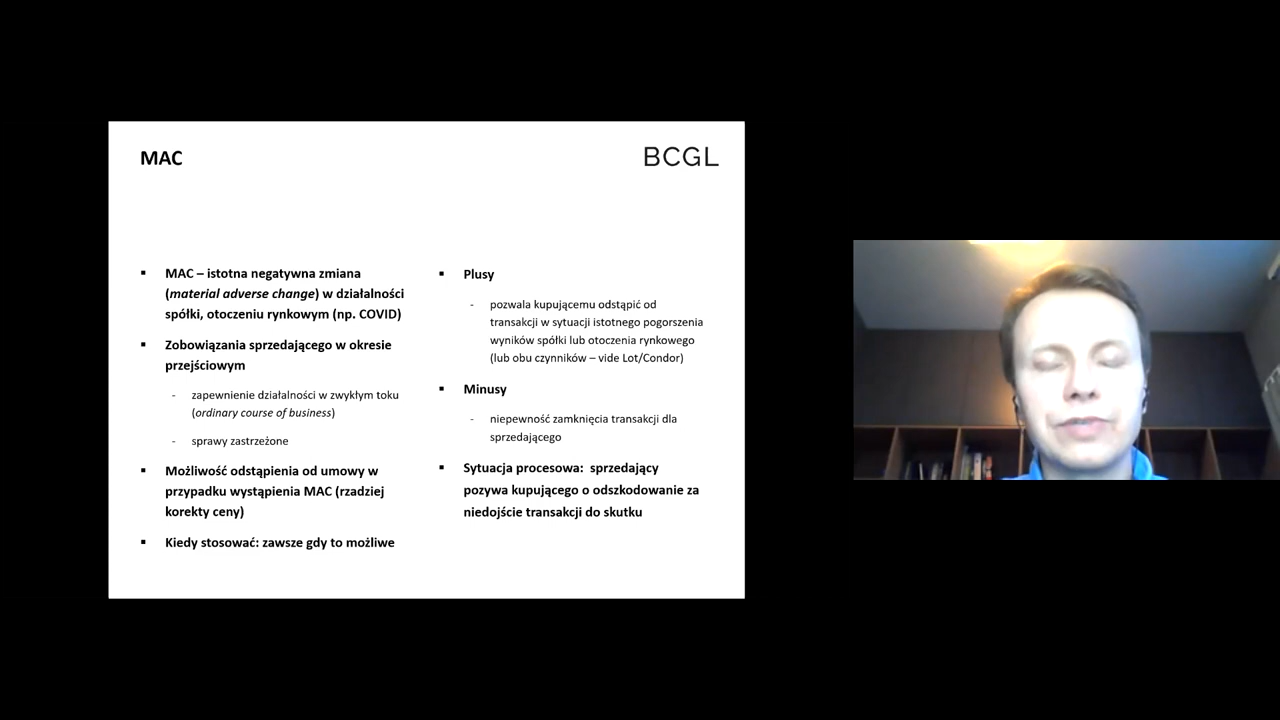 MAC
BCGL
MAC – istotna negatywna zmiana
(material adverse change) w działalności
spółki, otoczeniu rynkowym (np. COVID)
Zobowiązania sprzedającego w okresie
przejściowym
- zapewnienie działalności w zwykłym toku
(ordinary course of business)
- sprawy zastrzeżone
Możliwość odstąpienia od umowy w
przypadku wystąpienia MAC (rzadziej
korekty ceny)
Kiedy stosować: zawsze gdy to możliwe
Plusy
- pozwala kupującemu odstąpić od
transakcji w sytuacji istotnego pogorszenia
wyników spółki lub otoczenia rynkowego
(lub obu czynników – vide Lot/Condor)
Minusy
- niepewność zamknięcia transakcji dla
sprzedającego
Sytuacja procesowa: sprzedający
pozywa kupującego o odszkodowanie za
niedojście transakcji do skutku